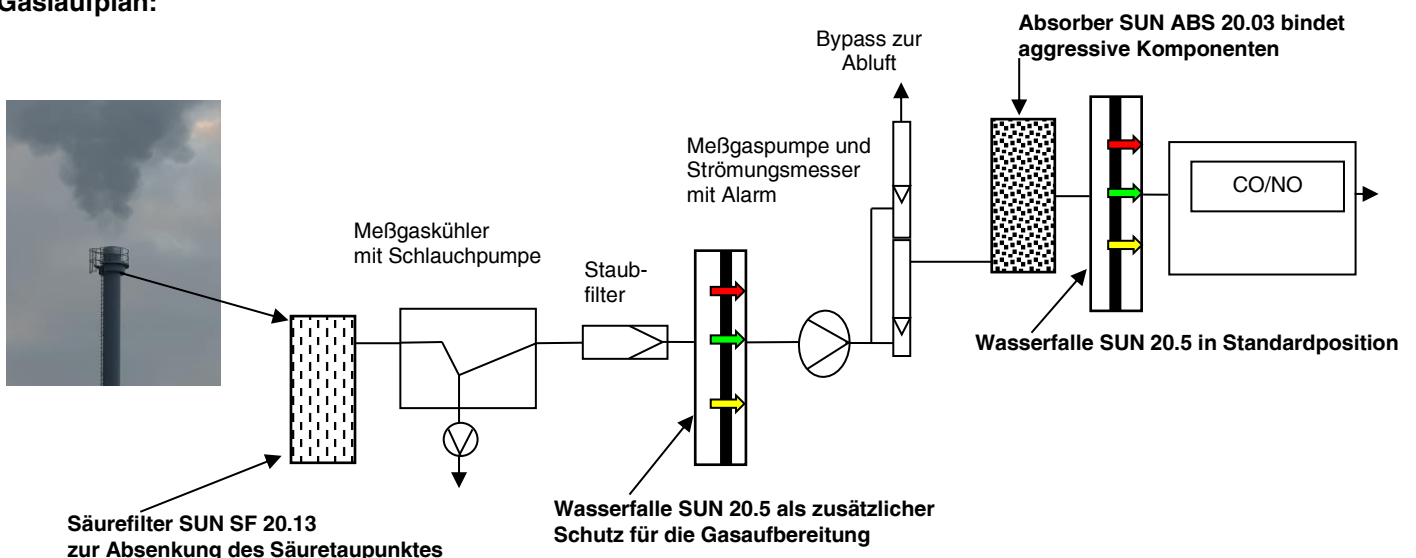 Gaslaufplan:
Absorber SUN ABS 20.03 bindet
aggressive Komponenten
Bypass zur
Abluft
Meßgaspumpe und
Strömungsmesser
mit Alarm
CO/NO
Meßgaskühler
mit Schlauchpumpe
Staub-
filter
Wasserfalle SUN 20.5 in Standardposition
Wasserfalle SUN 20.5 als zusätzlicher
Schutz für die Gasaufbereitung
Säurefilter SUN SF 20.13
zur Absenkung des Säuretaupunktes